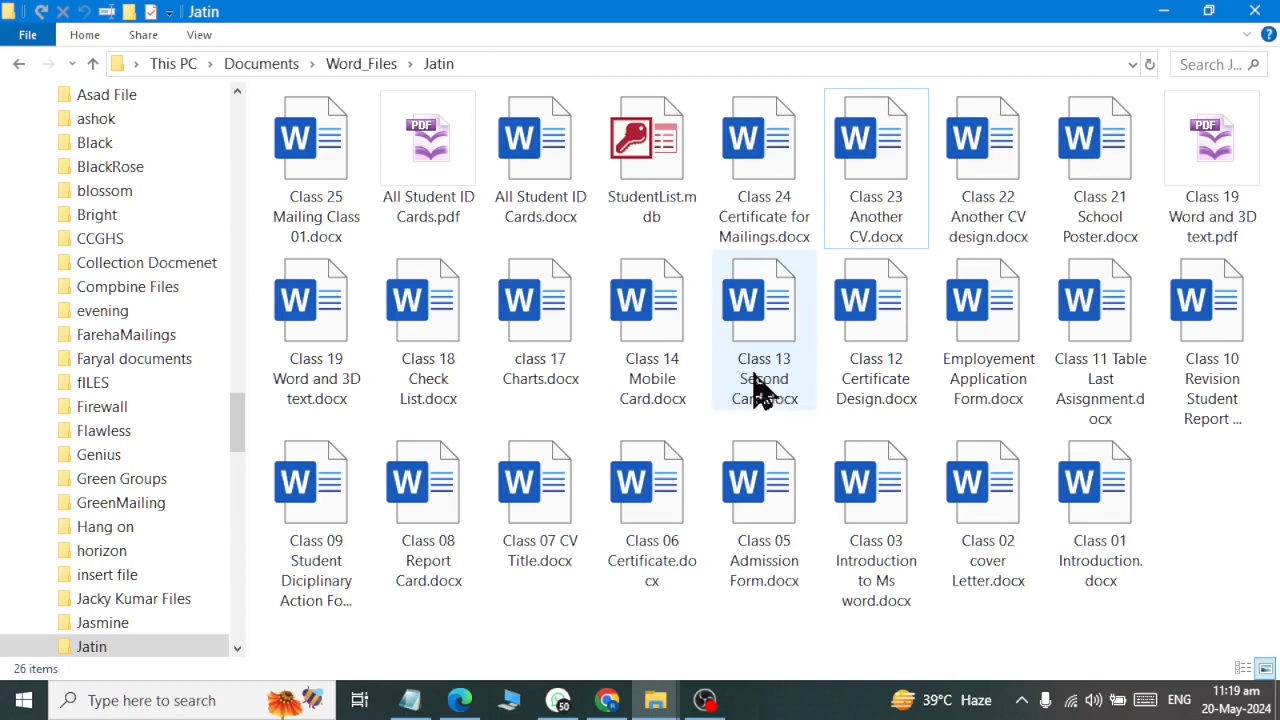 Jatin
File
Home
Share
View
This PC
Documents
Word_Files
Jatin
Search J...
Asad File
ashok
Black
BlackRose
blossom
Bright
CCGHS
Collection Docmenet
Compbine Files
evening
FarehaMailings
Faryal documents
fILES
Firewall
Flawless
Genius
Green Groups
GreenMailing
Hang on
horizon
insert file
Jacky Kumar Files
Jasmine
Jatin
Class 25
Mailing Class
01.docx
PDF
All Student ID
Cards.pdf
All Student ID
Cards.docx
StudentList.m
db
Class 24
Certificate for
Mailings.docx
Class 23
Another
CV.docx
Class 22
Another CV
design.docx
Class 21
School
Poster.docx
PDF
Class 19
Word and 3D
text.pdf
Class 19
Word and 3D
text.docx
Class 18
Check
List.docx
class 17
Charts.docx
Class 14
Mobile
Card.docx
Class 13
Second
Card.docx
Class 12
Certificate
Design.docx
Employement
Application
Form.docx
Class 11 Table
Last
Asisgnment.d
ocx
Class 10
Revision
Student
Report ...
Class 09
Student
Diciplinary
Action Fo...
Class 08
Report
Card.docx
Class 07 CV
Title.docx
Class 06
Certificate.do
cx
Class 05
Admission
Form.docx
Class 03
Introduction
to Ms
word.docx
Class 02
cover
Letter.docx
Class 01
Introduction.
docx
26 items
Type here to search
50
39°C Haze
ENG
11:19 am
20-May-2024